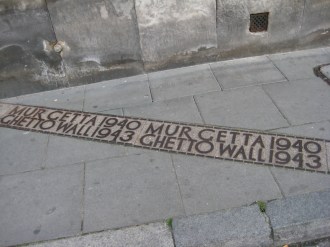 MUR GETTA 1940 MUR GETTA 1940
GHETTO WALL 1943 GHETTO WALL 1943